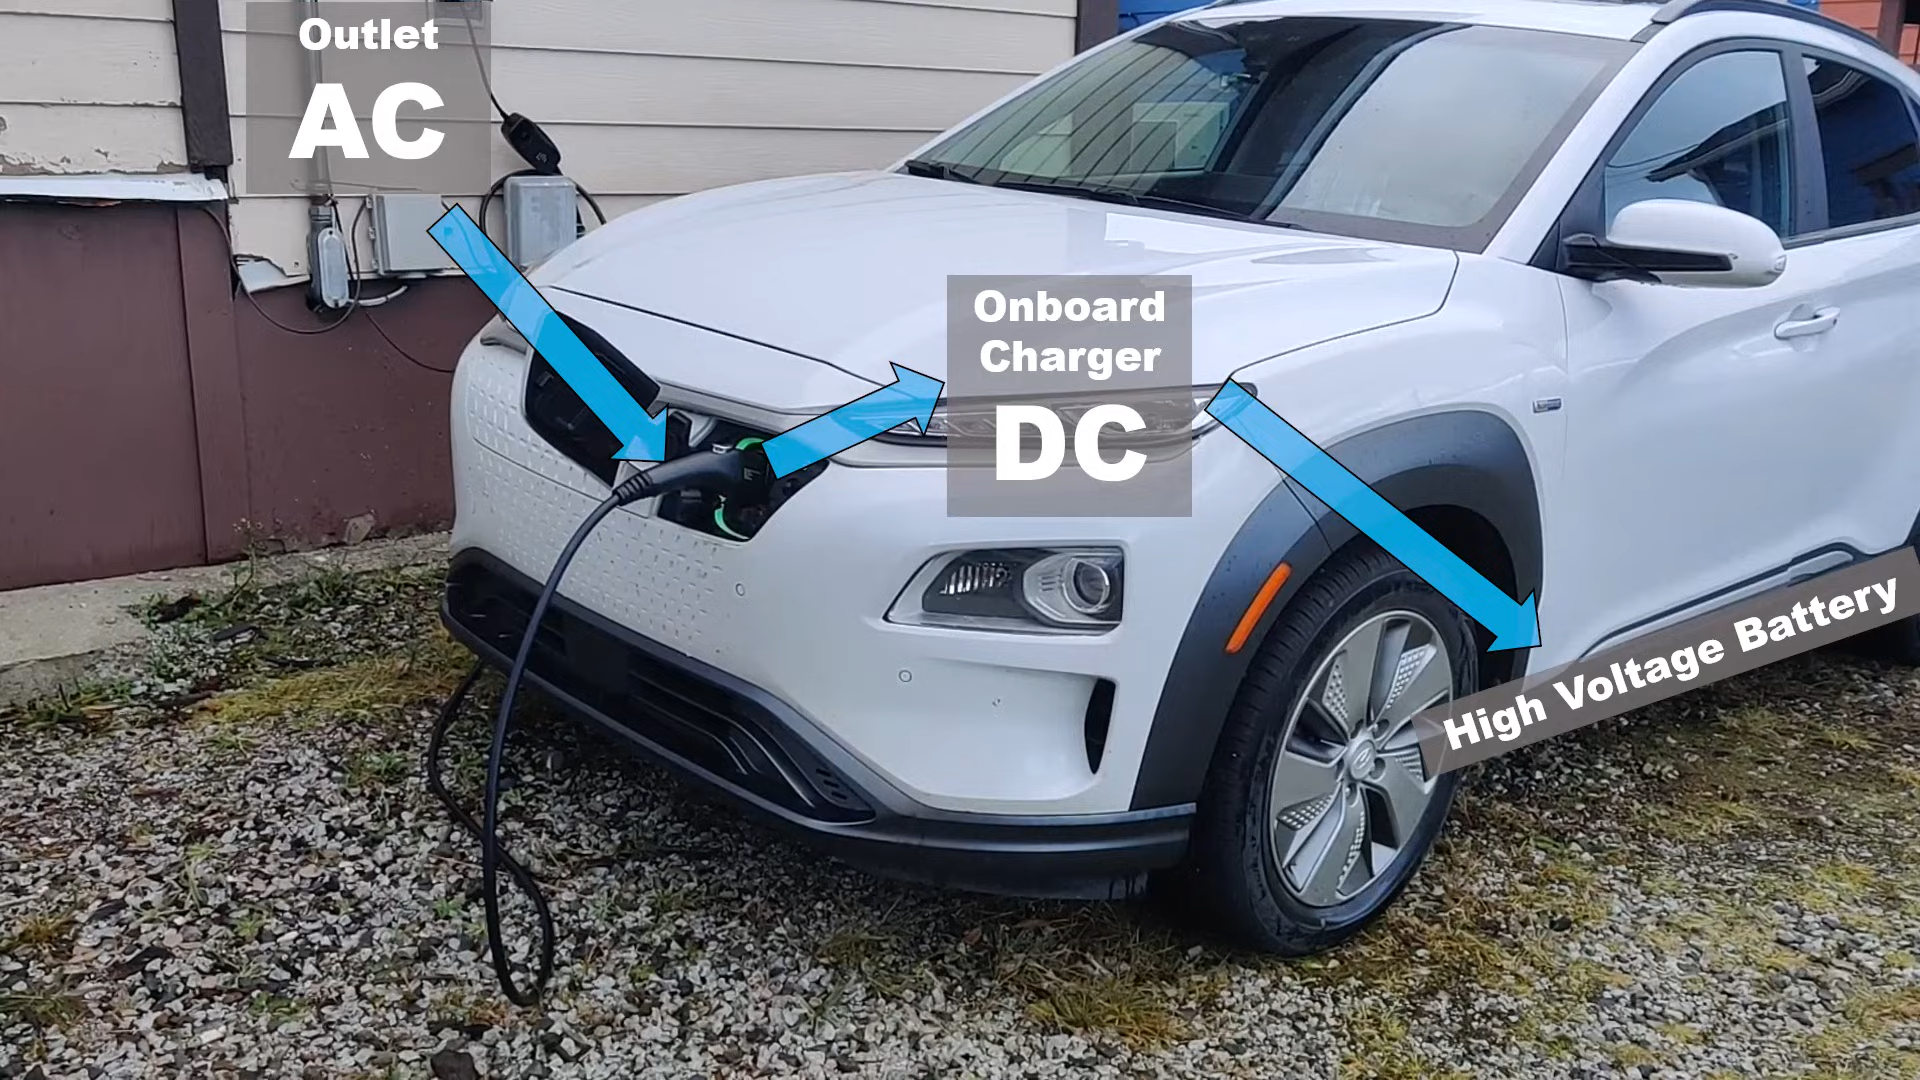 Outlet
AC
Onboard
Charger
DC
High Voltage Battery